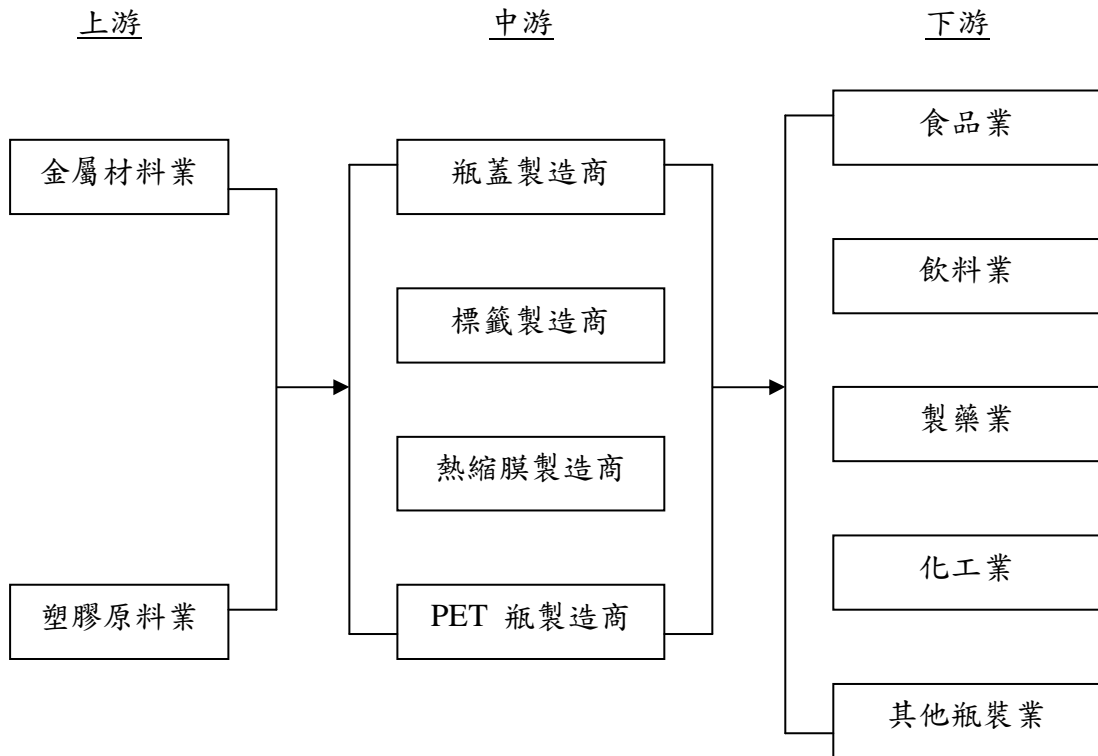 上游
中游
下游
金屬材料業
塑膠原料業
瓶蓋製造商
標籤製造商
熱縮膜製造商
PET 瓶製造商
食品業
飲料業
製藥業
化工業
其他瓶裝業